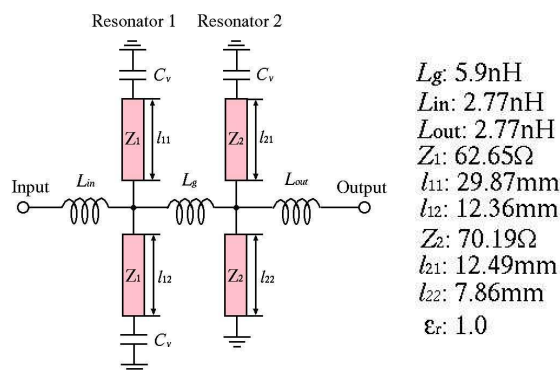 Resonator 1 Resonator 2
Cv Cv
Z1 l11 Z2 l21
Input Lin Lg Lout Output
Z1 l12 Z2 l22
Cv
Lg: 5.9nH
Lin: 2.77nH
Lout: 2.77nH
Z1: 62.65Ω
l11: 29.87mm
l12: 12.36mm
Z2: 70.19Ω
l21: 12.49mm
l22: 7.86mm
εr: 1.0